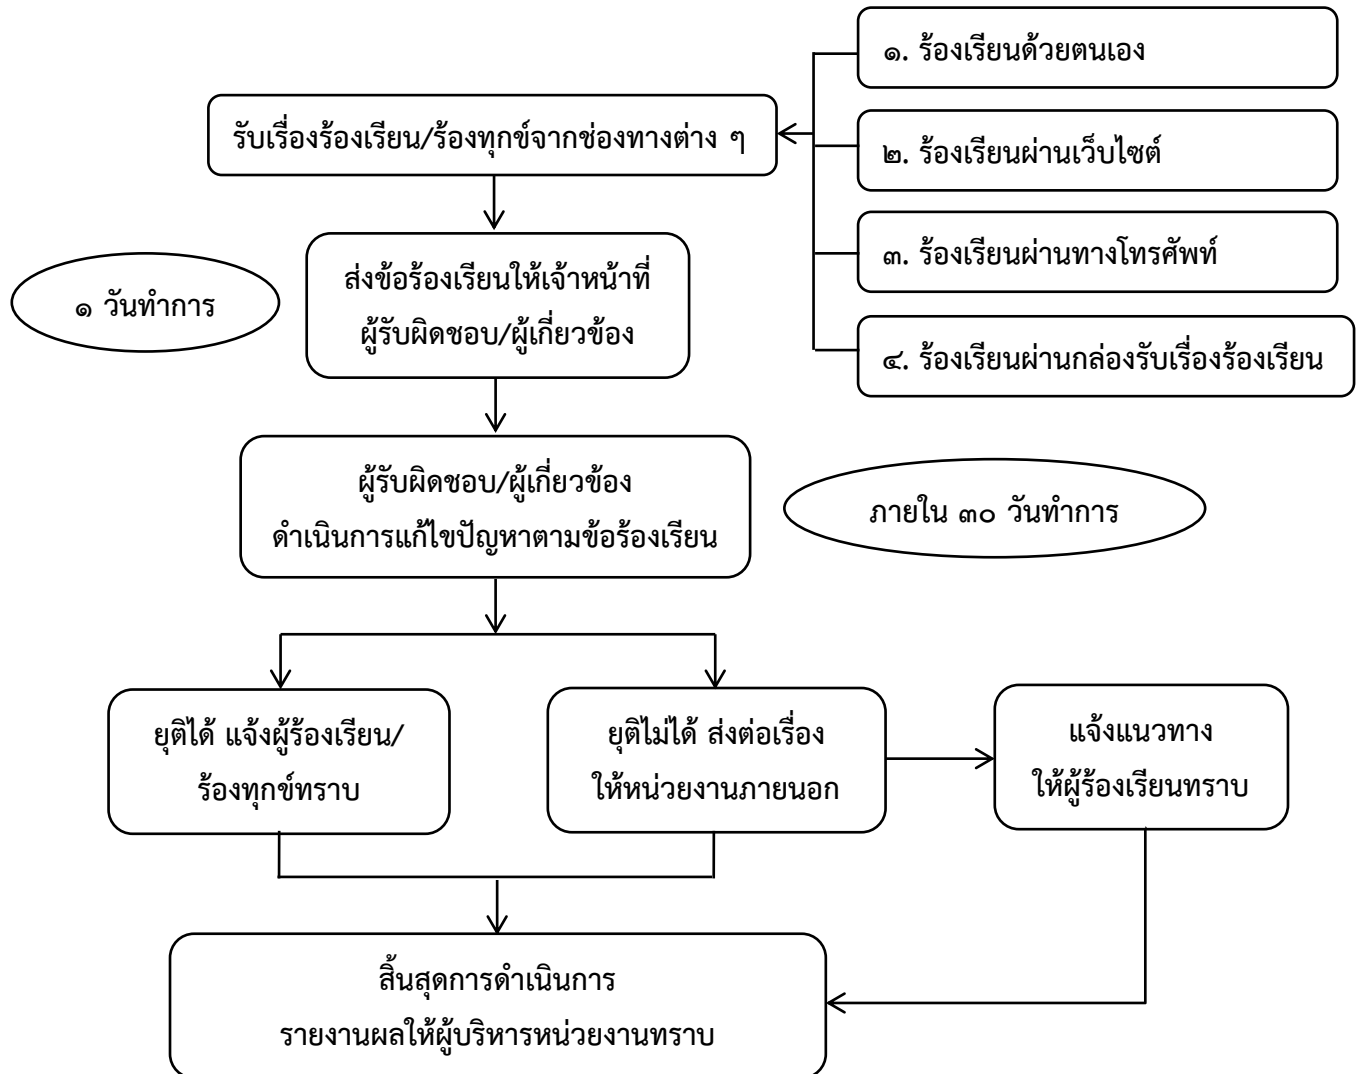 ๑. ร้องเรียนด้วยตนเอง
รับเรื่องร้องเรียน/ร้องทุกข์จากช่องทางต่าง ๆ
๒. ร้องเรียนผ่านเว็บไซต์
๓. ร้องเรียนผ่านทางโทรศัพท์
๔. ร้องเรียนผ่านกล่องรับเรื่องร้องเรียน
ส่งข้อร้องเรียนให้เจ้าหน้าที่
ผู้รับผิดชอบ/ผู้เกี่ยวข้อง
๑ วันทำการ
ผู้รับผิดชอบ/ผู้เกี่ยวข้อง
ดำเนินการแก้ไขปัญหาตามข้อร้องเรียน
ภายใน ๓๐ วันทำการ
ยุติได้ แจ้งผู้ร้องเรียน/
ร้องทุกข์ทราบ
ยุติไม่ได้ ส่งต่อเรื่อง
ให้หน่วยงานภายนอก
แจ้งแนวทาง
ให้ผู้ร้องเรียนทราบ
สิ้นสุดการดำเนินการ
รายงานผลให้ผู้บริหารหน่วยงานทราบ